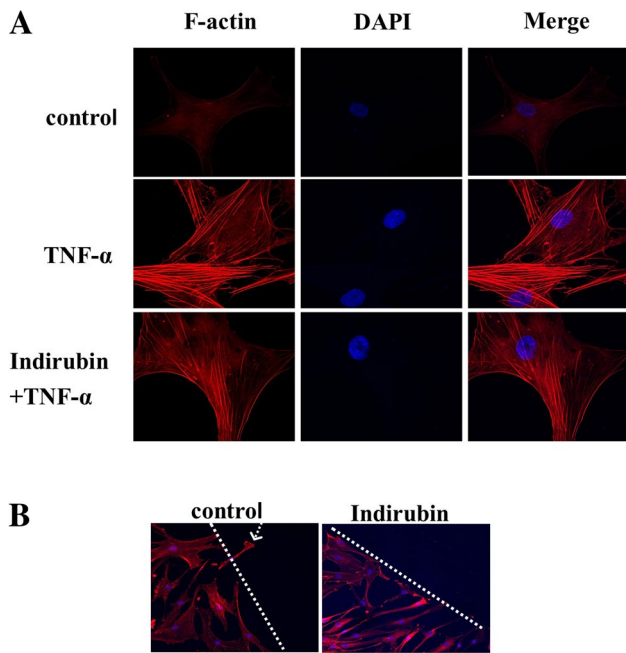 A
F-actin DAPI Merge
control
TNF-α
Indirubin
+TNF-α
B
control Indirubin